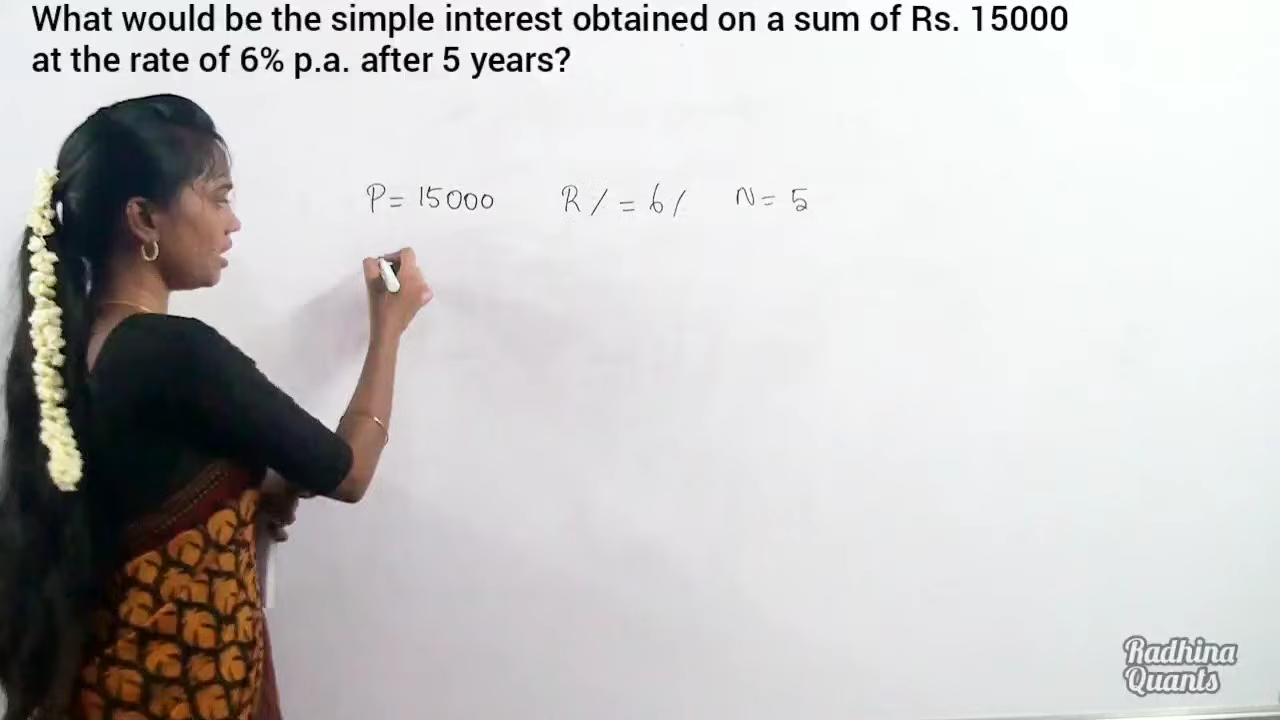 What would be the simple interest obtained on a sum of Rs. 15000
at the rate of 6% p.a. after 5 years?
P= 15000 R% = 6% N= 5
Radhina
Quants